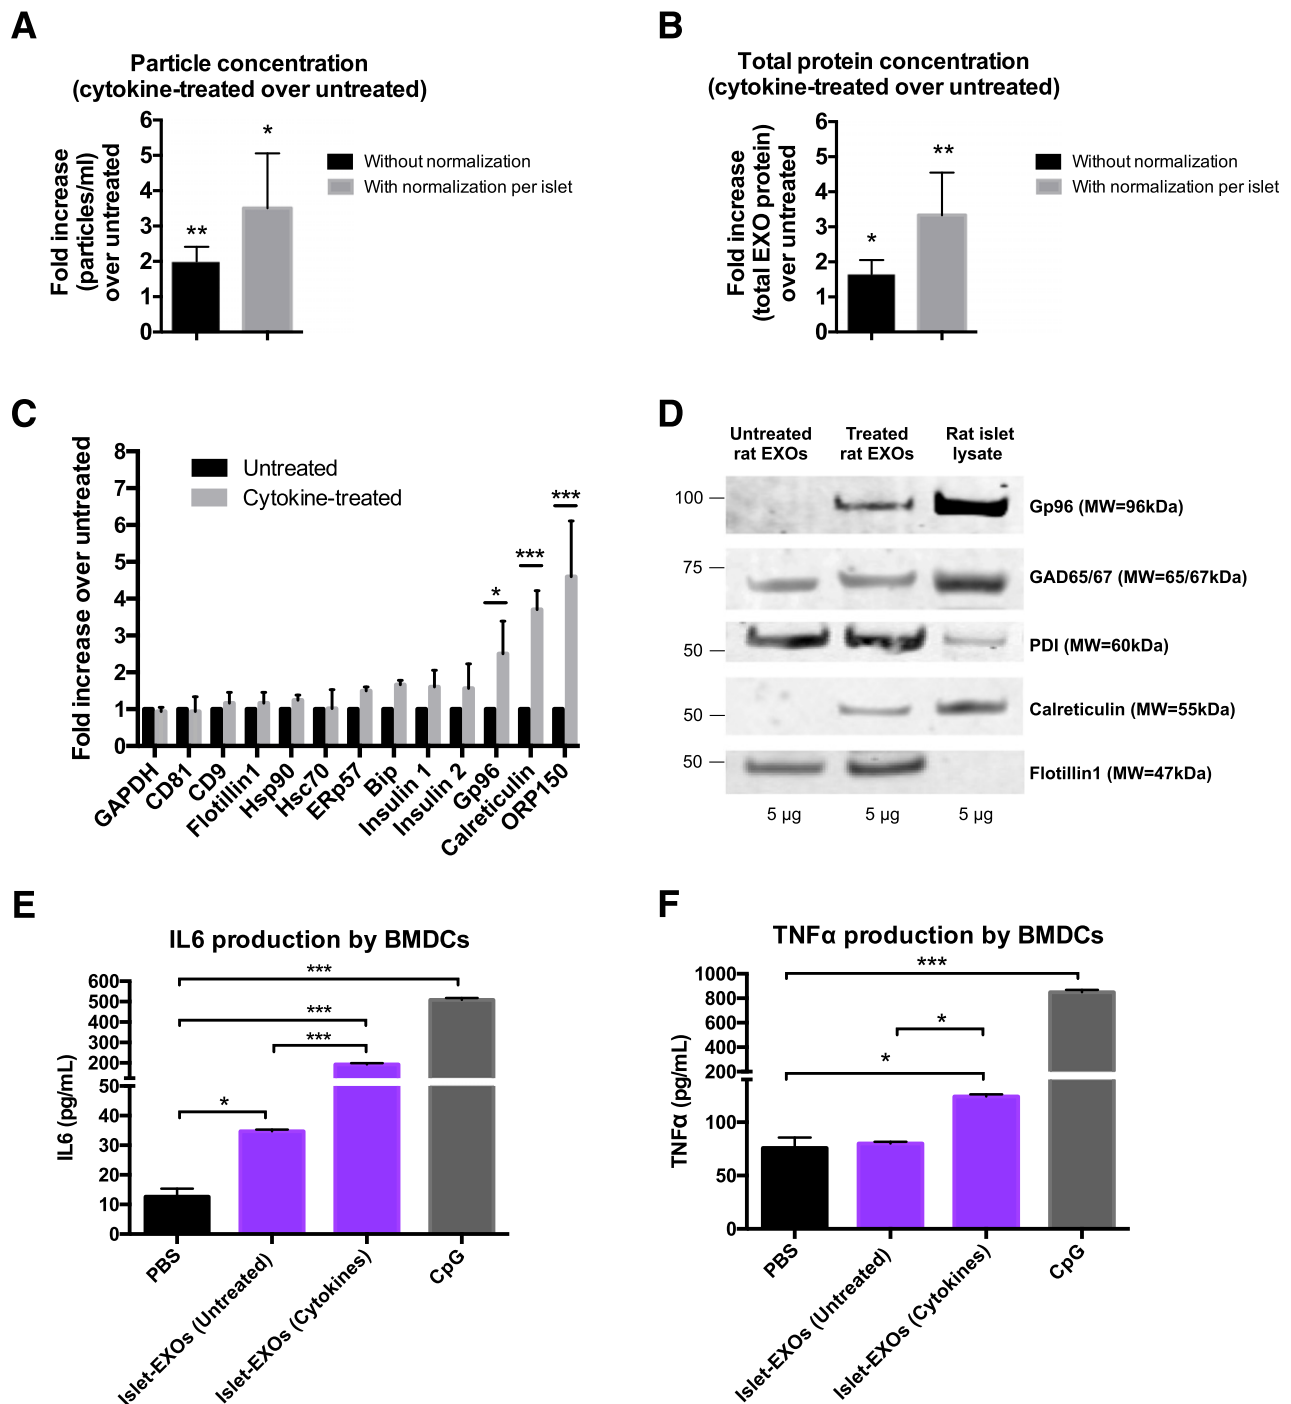 A
Particle concentration
(cytokine-treated over untreated)
Fold increase
(particles/ml)
over untreated
6
5
4
3
2
1
0
**
*
Without normalization
With normalization per islet
B
Total protein concentration
(cytokine-treated over untreated)
Fold increase
(total EXO protein)
over untreated
6
5
4
3
2
1
0
*
**
Without normalization
With normalization per islet
C
Fold increase over untreated
8
7
6
5
4
3
2
1
0
Untreated
Cytokine-treated
*
***
***
GAPDH
CD81
CD9
Flotillin1
Hsp90
Hsc70
ERp57
Bip
Insulin 1
Insulin 2
Gp96
Calreticulin
ORP150
D
Untreated
rat EXOs
Treated
rat EXOs
Rat islet
lysate
100
Gp96 (MW=96kDa)
75
GAD65/67 (MW=65/67kDa)
50
PDI (MW=60kDa)
50
Calreticulin (MW=55kDa)
50
Flotillin1 (MW=47kDa)
5 µg
5 µg
5 µg
E
IL6 production by BMDCs
IL6 (pg/mL)
600
500
400
300
200
50
40
30
20
10
0
***
***
***
*
PBS
Islet-EXOs (Untreated)
Islet-EXOs (Cytokines)
CpG
F
TNFα production by BMDCs
TNFα (pg/mL)
1000
800
600
400
200
100
50
0
***
*
*
PBS
Islet-EXOs (Untreated)
Islet-EXOs (Cytokines)
CpG